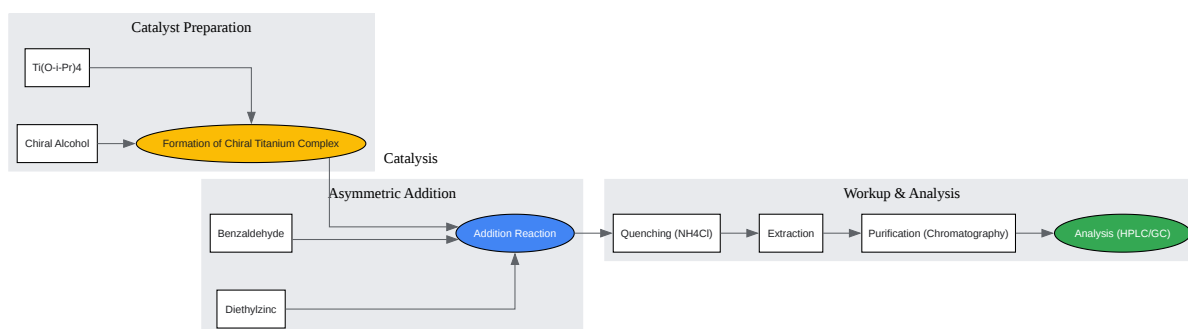 Catalyst Preparation
Ti(O-i-Pr)4
Chiral Alcohol
Formation of Chiral Titanium Complex
Catalysis
Asymmetric Addition
Benzaldehyde
Addition Reaction
Diethylzinc
Workup & Analysis
Quenching (NH4Cl)
Extraction
Purification (Chromatography)
Analysis (HPLC/GC)